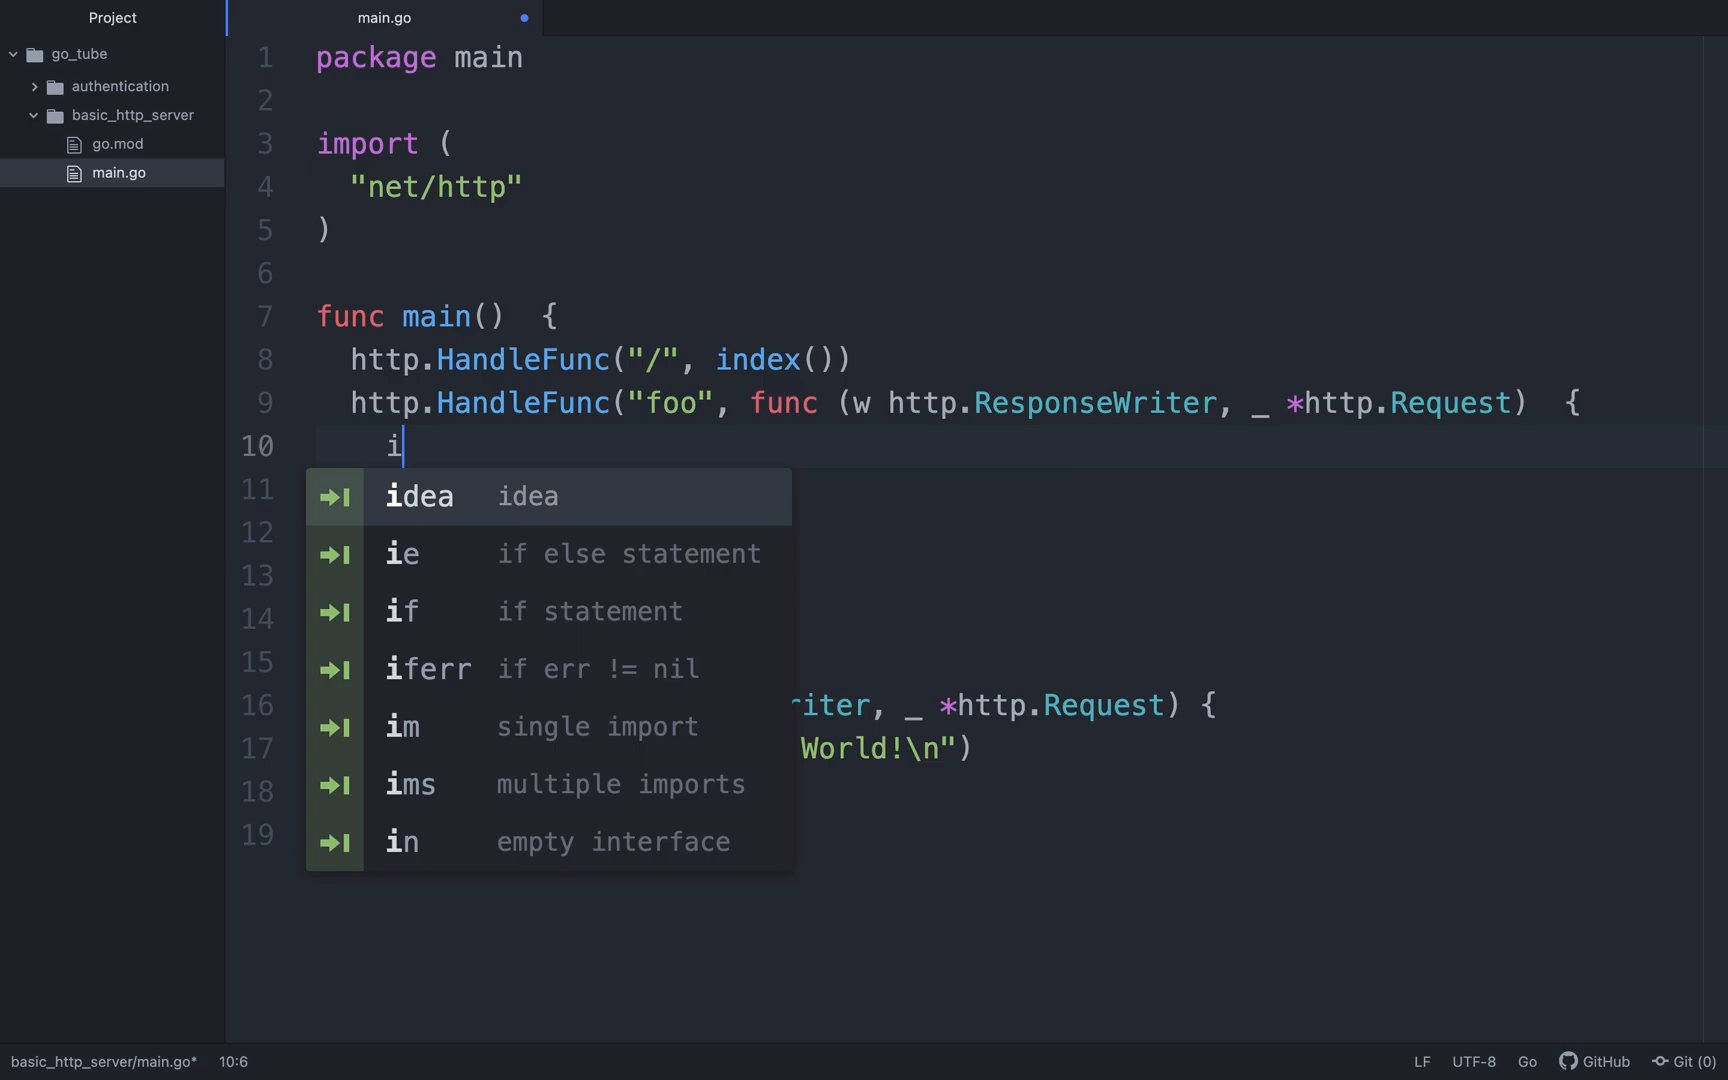 Project
main.go
go_tube
authentication
basic_http_server
go.mod
main.go
1 package main
2
3 import (
4 "net/http"
5 )
6
7 func main()  {
8 http.HandleFunc("/", index())
9 http.HandleFunc("foo", func (w http.ResponseWriter, _ *http.Request)  {
10 i
11 idea idea
12 ie if else statement
13
14 if if statement
15 iferr if err != nil
16 riter, _ *http.Request) {
im single import
17 World!\n")
18 ims multiple imports
19 in empty interface
basic_http_server/main.go* 10:6 LF UTF-8 Go GitHub Git (0)